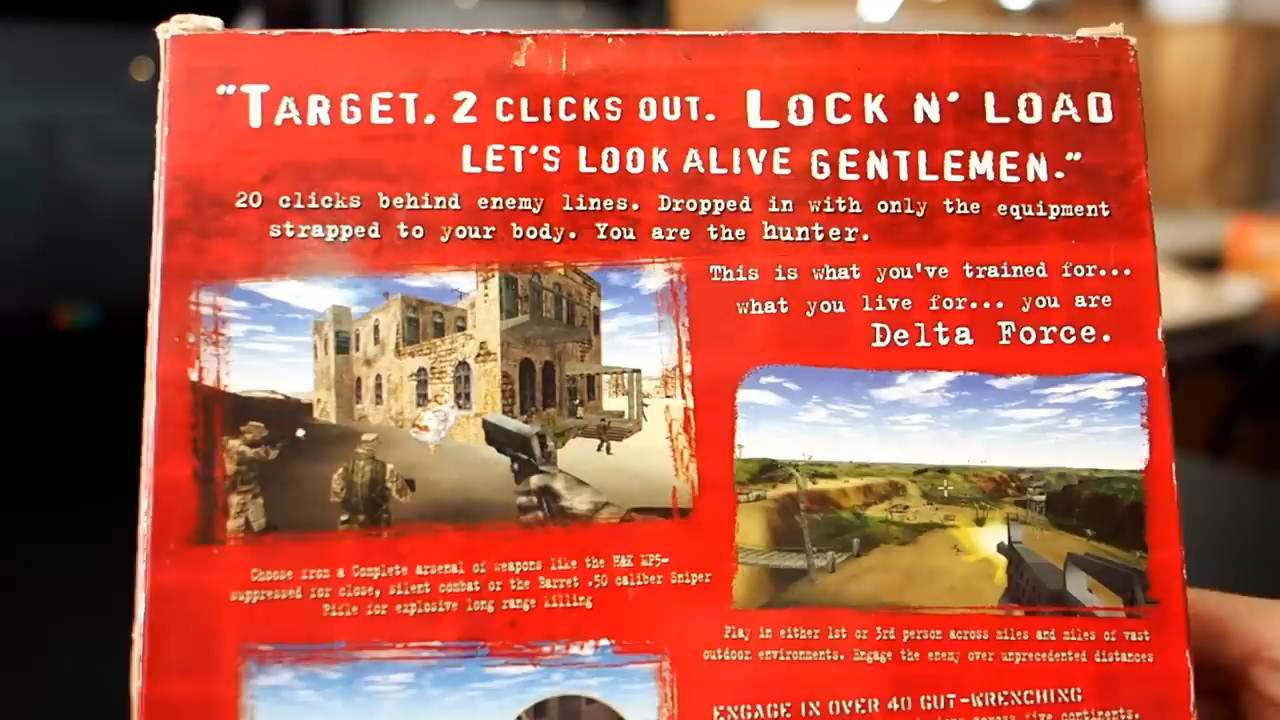 "TARGET. 2 CLICKS OUT. LOCK N' LOAD
LET'S LOOK ALIVE GENTLEMEN."
20 clicks behind enemy lines. Dropped in with only the equipment
strapped to your body. You are the hunter.
This is what you've trained for...
what you live for... you are
Delta Force.
Choose from a Complete arsenal of weapons like the H&K MP5-
suppressed for close, silent combat or the Barret .50 caliber Sniper
Rifle for explosive long range killing
Play in either 1st or 3rd person across miles and miles of vast
outdoor environments. Engage the enemy over unprecedented distances
ENGAGE IN OVER 40 GUT-WRENCHING
across five continents.